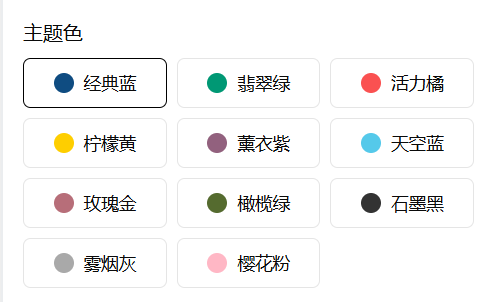 主题色
经典蓝 翡翠绿 活力橘
柠檬黄 薰衣紫 天空蓝
玫瑰金 橄榄绿 石墨黑
雾烟灰 樱花粉